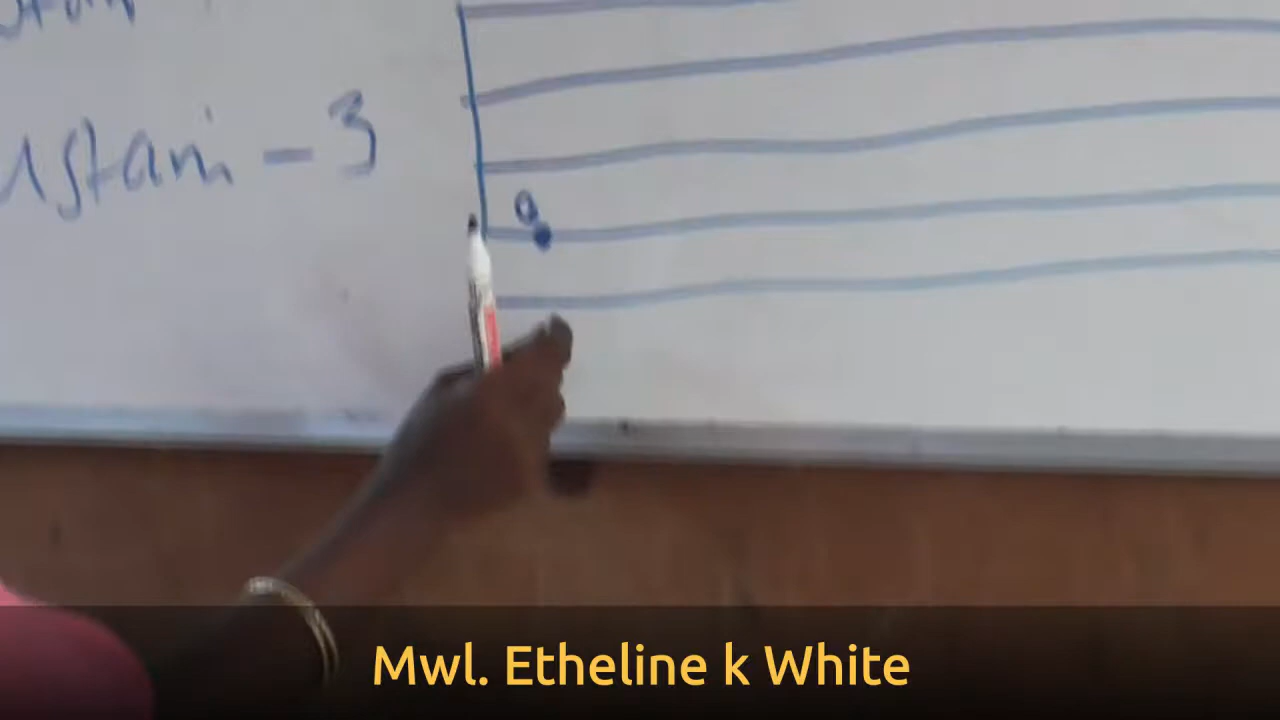 ustani - 3
a
Mwl. Etheline k White